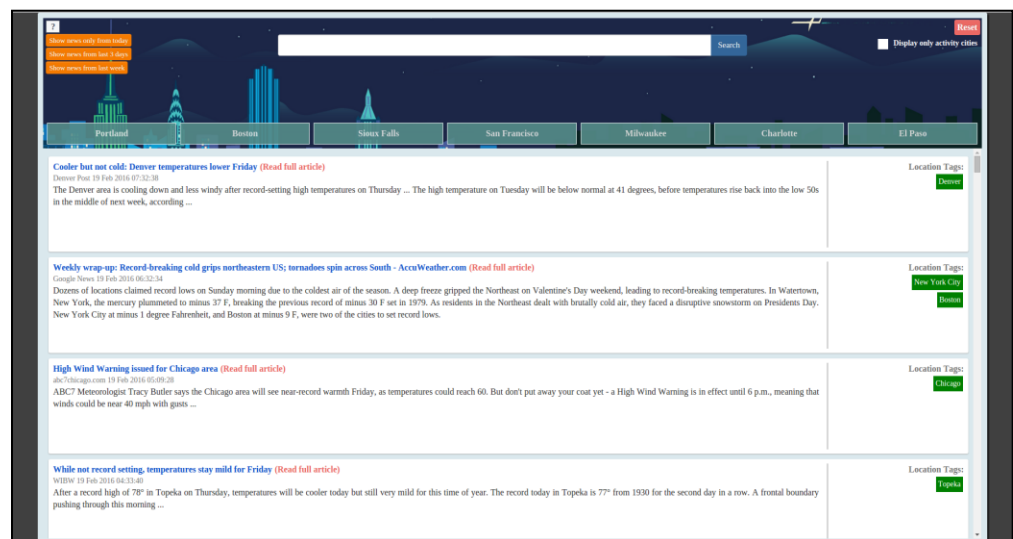 ?
Show news only from today
Show news from last 3 days
Show news from last week
Search
Reset
Display only activity cities
Portland
Boston
Sioux Falls
San Francisco
Milwaukee
Charlotte
El Paso
Cooler but not cold: Denver temperatures lower Friday (Read full article)
Denver Post 19 Feb 2016 07:32:38
The Denver area is cooling down and less windy after record-setting high temperatures on Thursday ... The high temperature on Tuesday will be below normal at 41 degrees, before temperatures rise back into the low 50s
in the middle of next week, according ...
Location Tags:
Denver
Weekly wrap-up: Record-breaking cold grips northeastern US; tornadoes spin across South - AccuWeather.com (Read full article)
Google News 19 Feb 2016 06:32:34
Dozens of locations claimed record lows on Sunday morning due to the coldest air of the season. A deep freeze gripped the Northeast on Valentine's Day weekend, leading to record-breaking temperatures. In Watertown,
New York, the mercury plummeted to minus 37 F, breaking the previous record of minus 30 F set in 1979. As residents in the Northeast dealt with brutally cold air, they faced a disruptive snowstorm on Presidents Day.
New York City at minus 1 degree Fahrenheit, and Boston at minus 9 F, were two of the cities to set record lows.
Location Tags:
New York City
Boston
High Wind Warning issued for Chicago area (Read full article)
abc7chicago.com 19 Feb 2016 05:09:28
ABC7 Meteorologist Tracy Butler says the Chicago area will see near-record warmth Friday, as temperatures could reach 60. But don't put away your coat yet - a High Wind Warning is in effect until 6 p.m., meaning that
winds could be near 40 mph with gusts ...
Location Tags:
Chicago
While not record setting, temperatures stay mild for Friday (Read full article)
WIBW 19 Feb 2016 04:33:40
After a record high of 78° in Topeka on Thursday, temperatures will be cooler today but still very mild for this time of year. The record today in Topeka is 77° from 1930 for the second day in a row. A frontal boundary
pushing through this morning ...
Location Tags:
Topeka